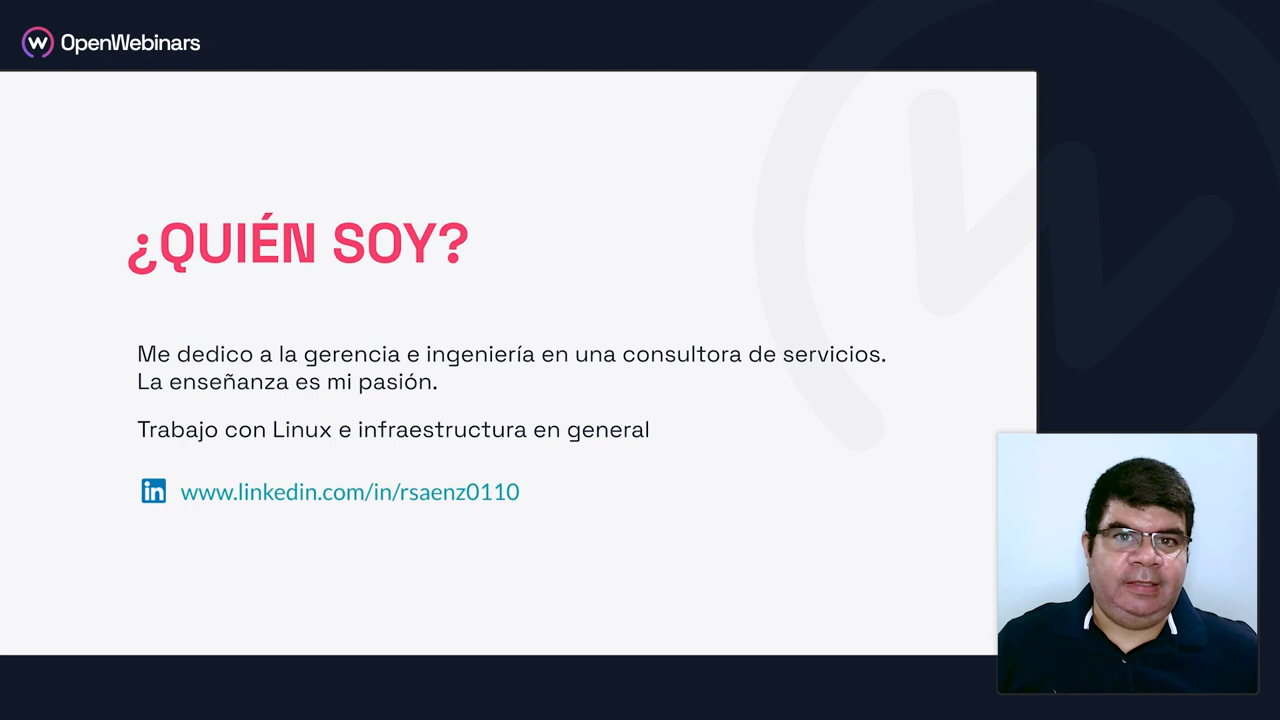 OpenWebinars
¿QUIÉN SOY?
Me dedico a la gerencia e ingeniería en una consultora de servicios.
La enseñanza es mi pasión.
Trabajo con Linux e infraestructura en general
in www.linkedin.com/in/rsaenz0110